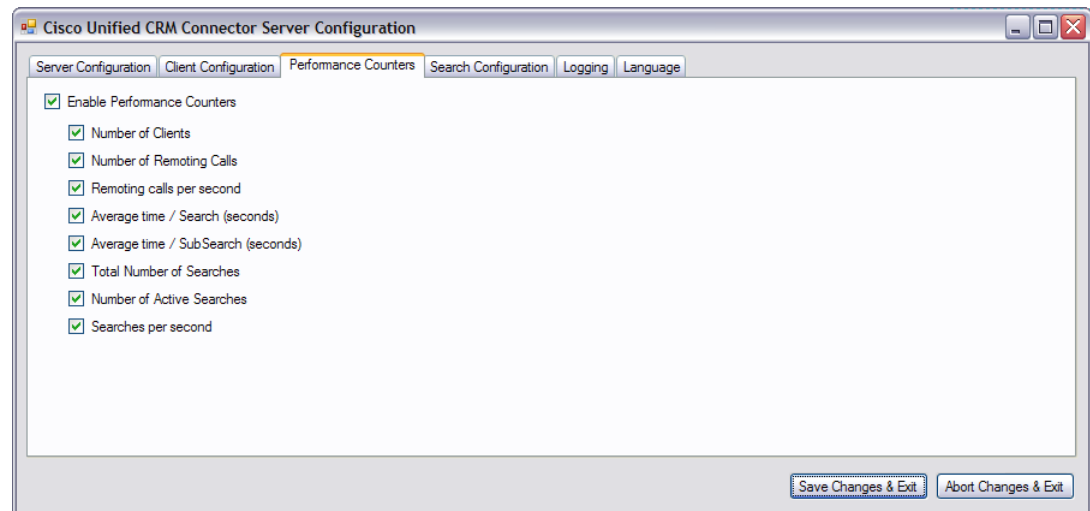 Cisco Unified CRM Connector Server Configuration
Server Configuration Client Configuration Performance Counters Search Configuration Logging Language
Enable Performance Counters
Number of Clients
Number of Remoting Calls
Remoting calls per second
Average time / Search (seconds)
Average time / SubSearch (seconds)
Total Number of Searches
Number of Active Searches
Searches per second
Save Changes & Exit Abort Changes & Exit